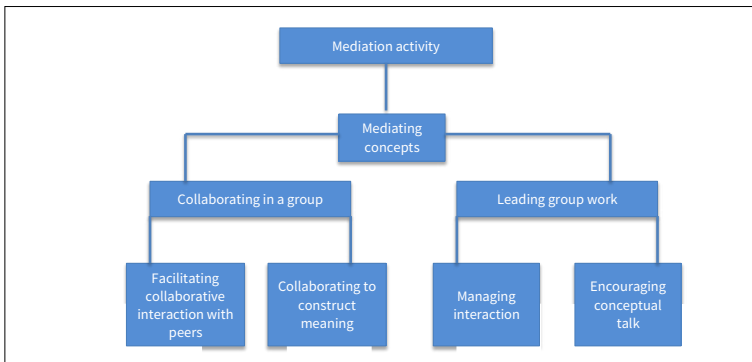 Mediation activity
Mediating
concepts
Collaborating in a group
Leading group work
Facilitating
collaborative
interaction with
peers
Collaborating to
construct
meaning
Managing
interaction
Encouraging
conceptual
talk